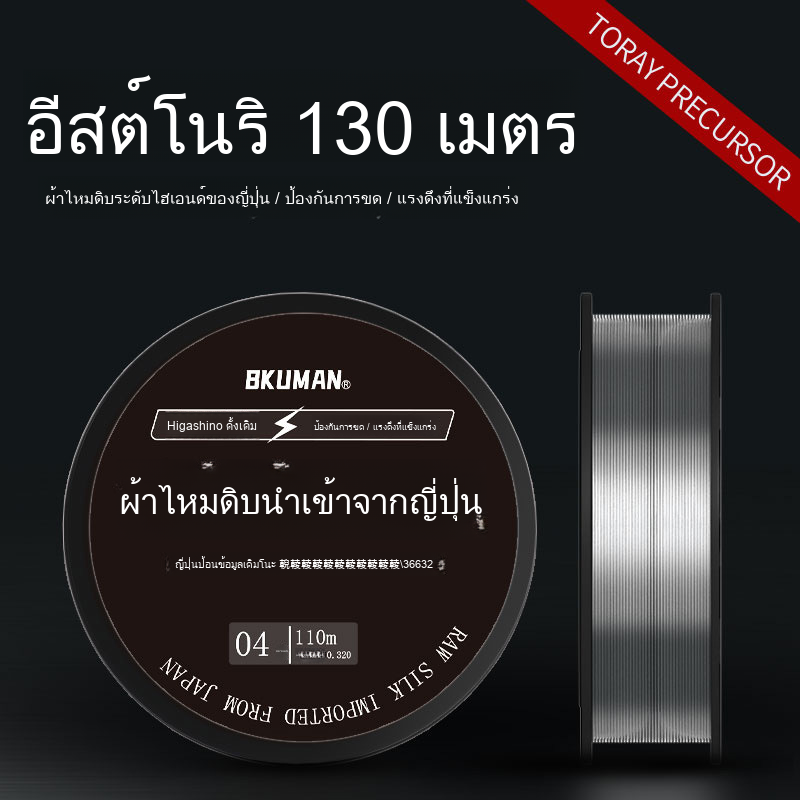 TORAY PRECURSOR
อีสต์โนริ 130 เมตร
ผ้าไหมดิบระดับไฮเอนด์ของญี่ปุ่น / ป้องกันการขด / แรงดึงที่แข็งแกร่ง
BKUMAN®
Higashino ดั้งเดิม
ป้องกันการขด / แรงดึงที่แข็งแกร่ง
ผ้าไหมดิบนำเข้าจากญี่ปุ่น
ญี่ปุ่นป้อนข้อมูลเดิมโนะ \36632
04
110m
0.320
RAW SILK IMPORTED FROM JAPAN